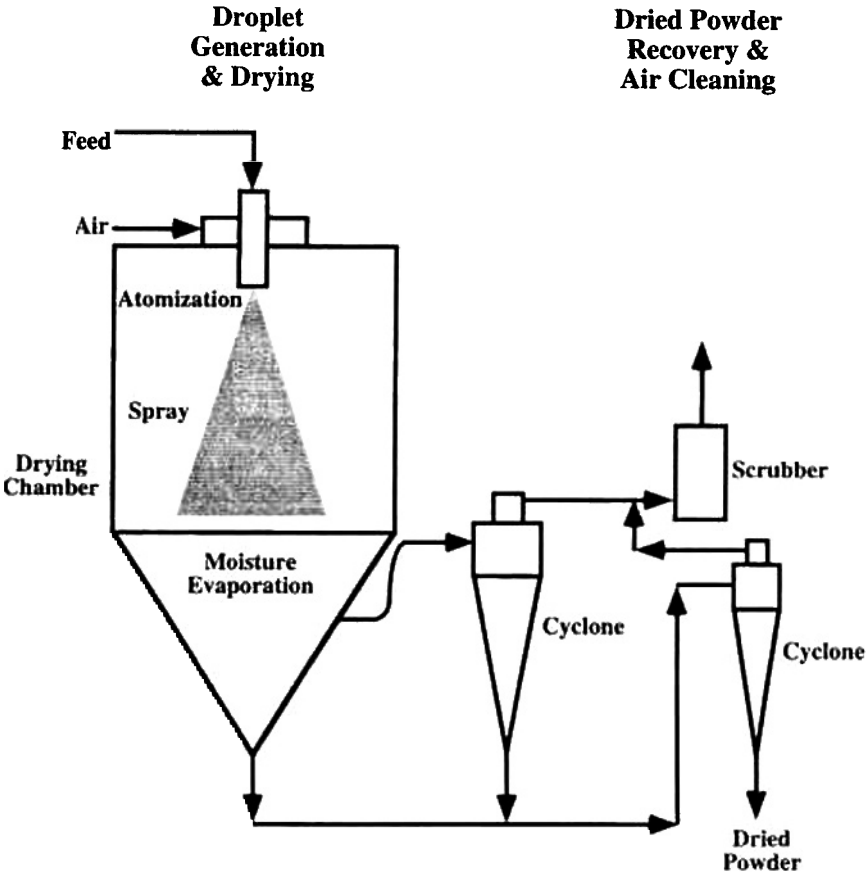 Droplet
Generation
& Drying
Dried Powder
Recovery &
Air Cleaning
Feed
Air
Atomization
Spray
Drying
Chamber
Moisture
Evaporation
Scrubber
Cyclone
Cyclone
Dried
Powder